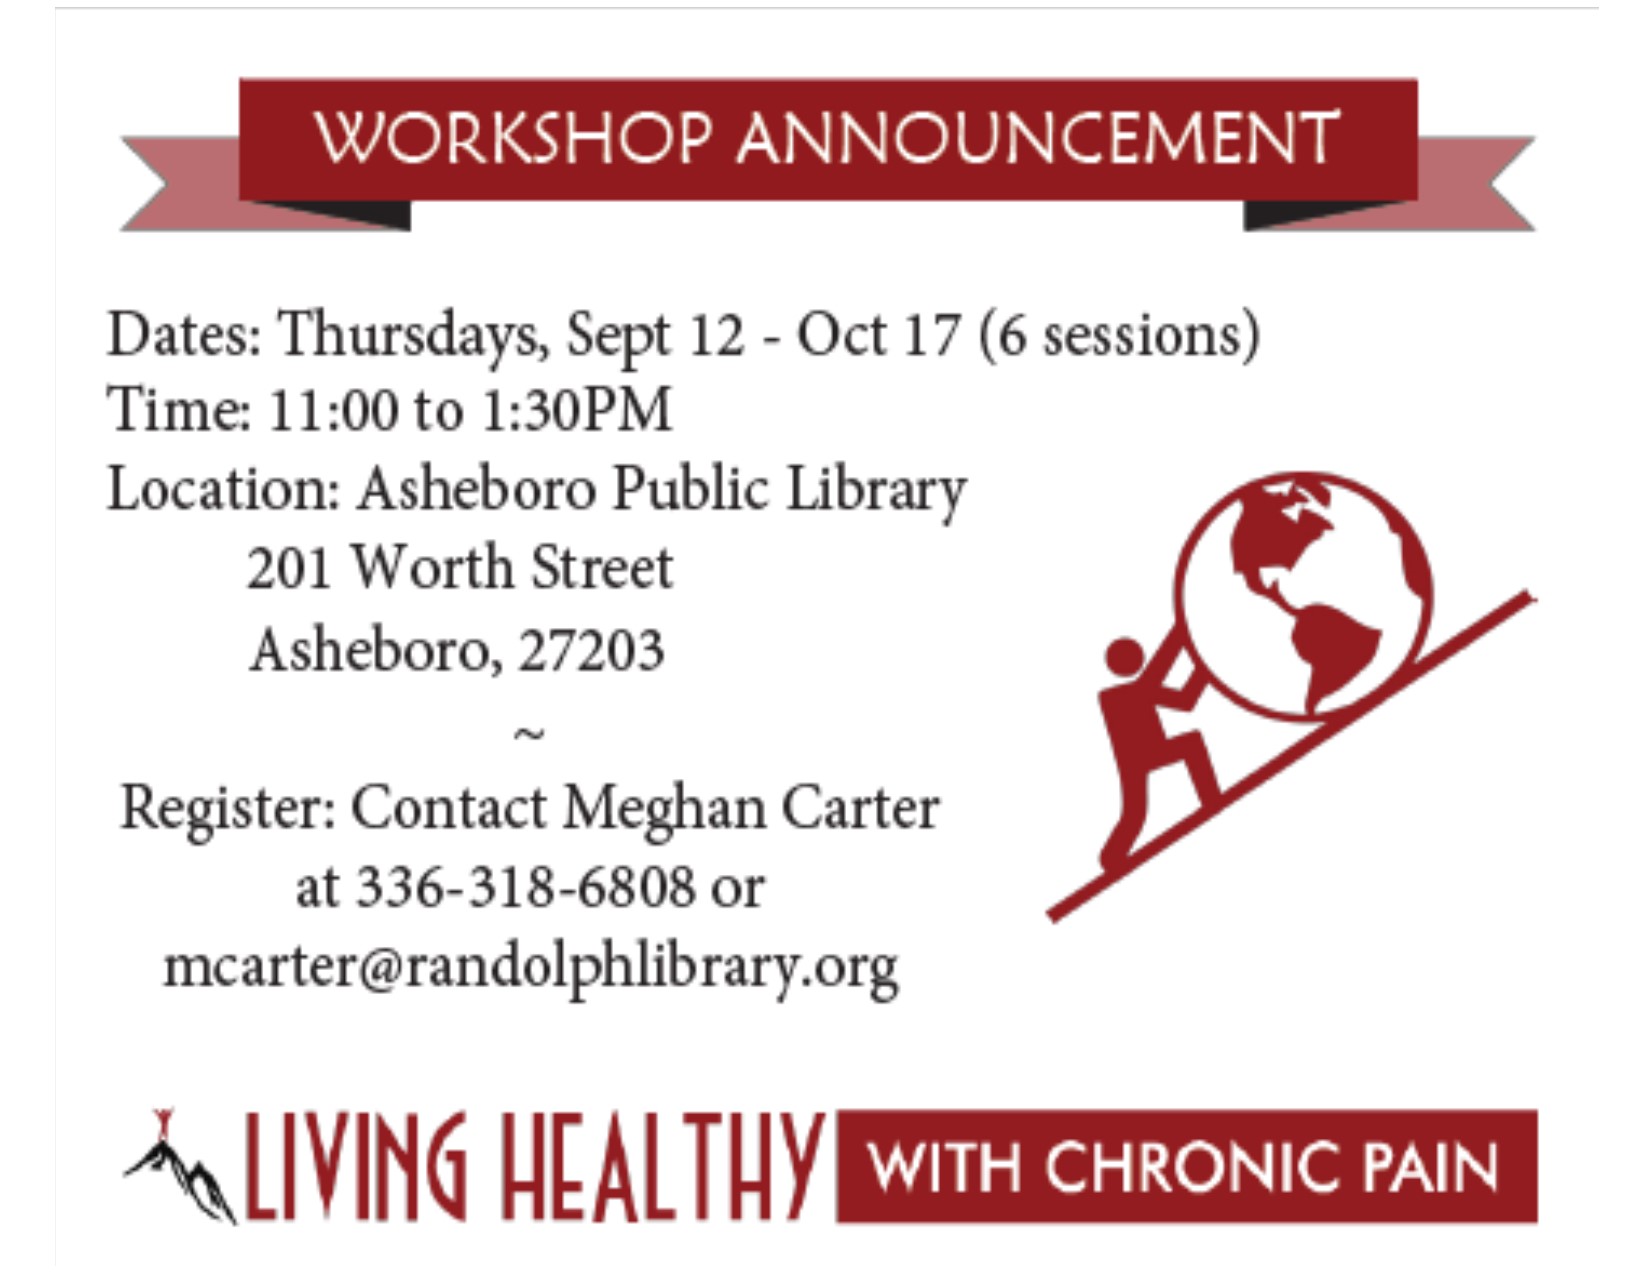 WORKSHOP ANNOUNCEMENT
Dates: Thursdays, Sept 12 - Oct 17 (6 sessions)
Time: 11:00 to 1:30PM
Location: Asheboro Public Library
201 Worth Street
Asheboro, 27203
~
Register: Contact Meghan Carter
at 336-318-6808 or
mcarter@randolphlibrary.org
LIVING HEALTHY WITH CHRONIC PAIN